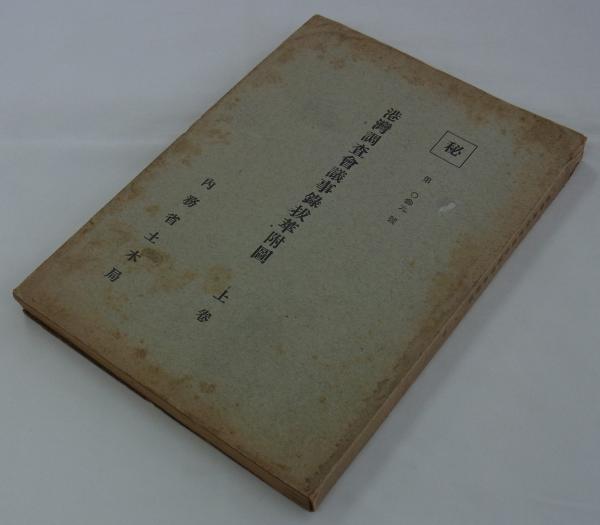 秘
第 〇 號
港灣調査會議事錄拔萃附圖
上卷
內務省土木局